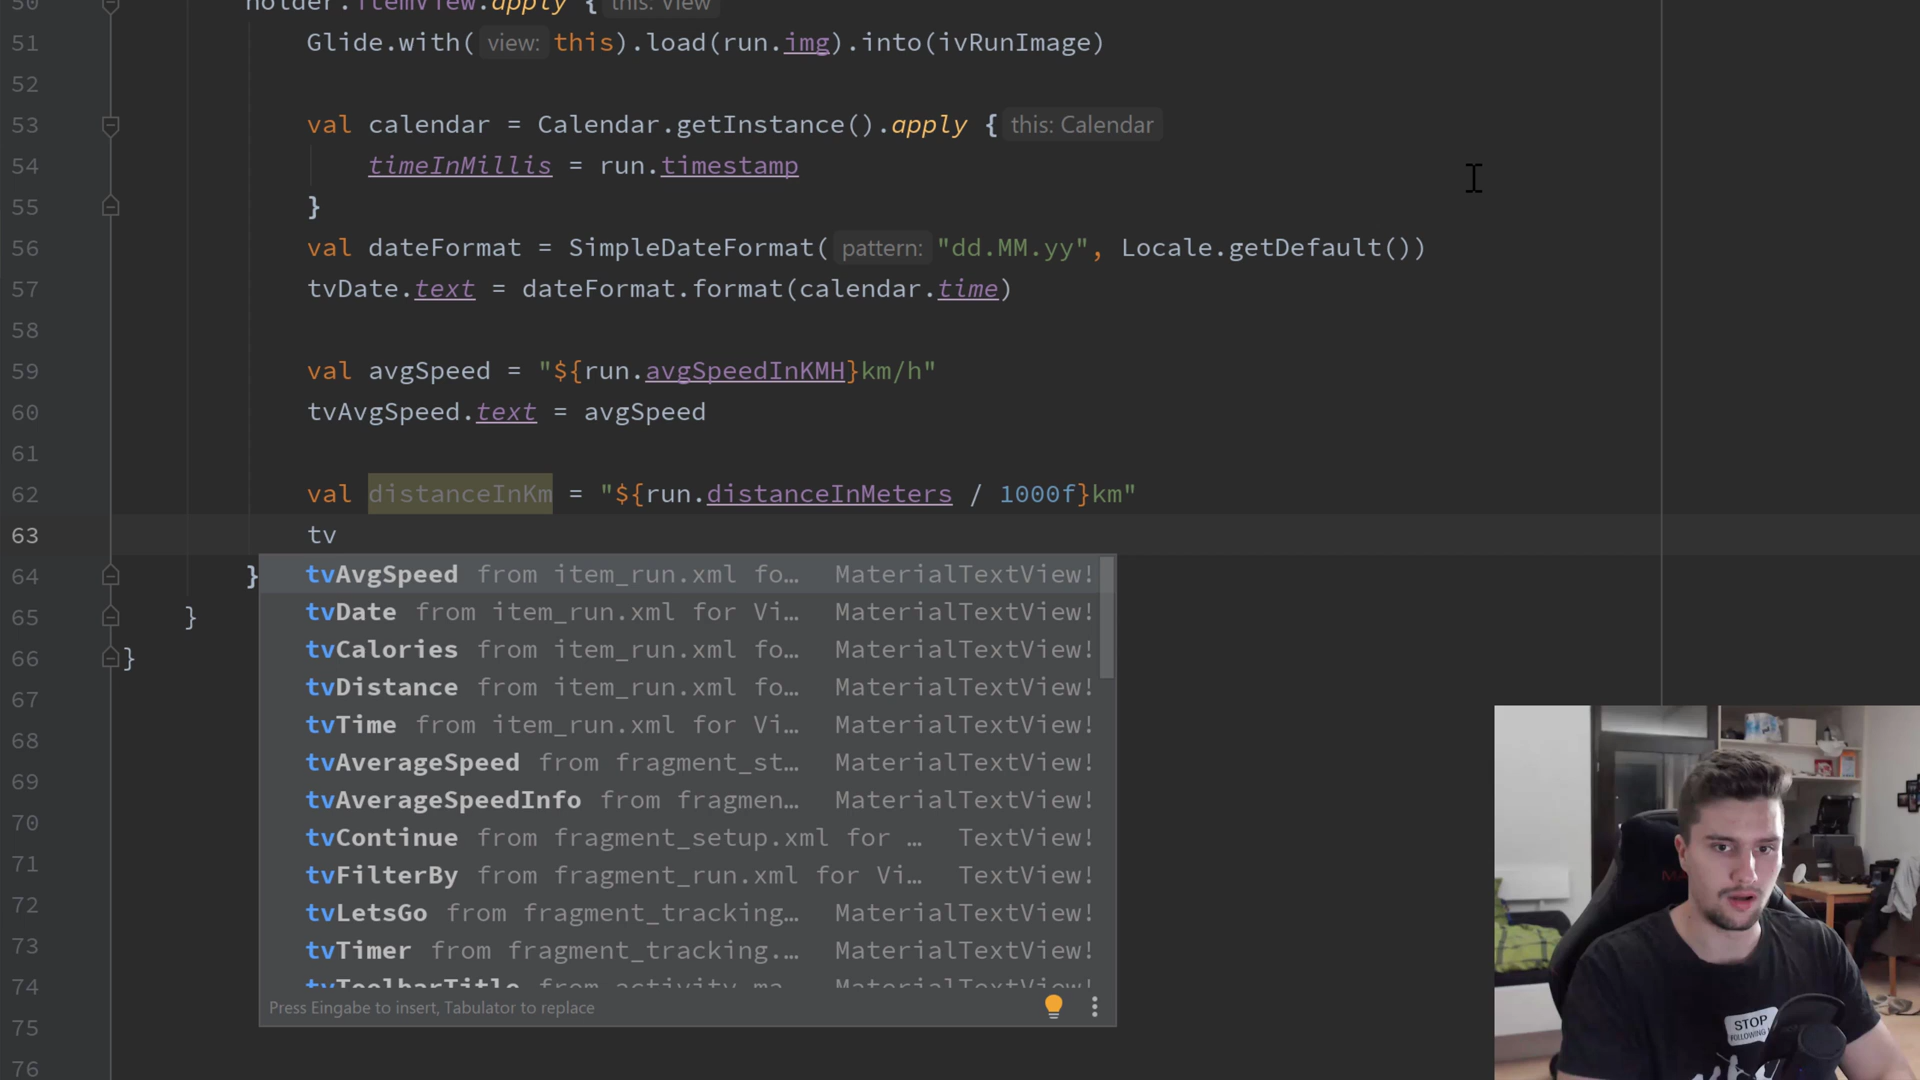 50 holder.itemView.apply { this: View
51 Glide.with( view: this).load(run.img).into(ivRunImage)
52
53 val calendar = Calendar.getInstance().apply { this: Calendar
54 timeInMillis = run.timestamp
55 }
56 val dateFormat = SimpleDateFormat( pattern: "dd.MM.yy", Locale.getDefault())
57 tvDate.text = dateFormat.format(calendar.time)
58
59 val avgSpeed = "${run.avgSpeedInKMH}km/h"
60 tvAvgSpeed.text = avgSpeed
61
62 val distanceInKm = "${run.distanceInMeters / 1000f}km"
63 tv
64 }
65 }
66 }
67
68
69
70
71
72
73
74
75
76
tvAvgSpeed from item_run.xml fo… MaterialTextView!
tvDate from item_run.xml for Vi… MaterialTextView!
tvCalories from item_run.xml fo… MaterialTextView!
tvDistance from item_run.xml fo… MaterialTextView!
tvTime from item_run.xml for Vi… MaterialTextView!
tvAverageSpeed from fragment_st… MaterialTextView!
tvAverageSpeedInfo from fragmen… MaterialTextView!
tvContinue from fragment_setup.xml for … TextView!
tvFilterBy from fragment_run.xml for Vi… TextView!
tvLetsGo from fragment_tracking… MaterialTextView!
tvTimer from fragment_tracking.… MaterialTextView!
tvToolbarTitle from activity_ma… MaterialTextView!
Press Eingabe to insert, Tabulator to replace
STOP
FOLLOWING